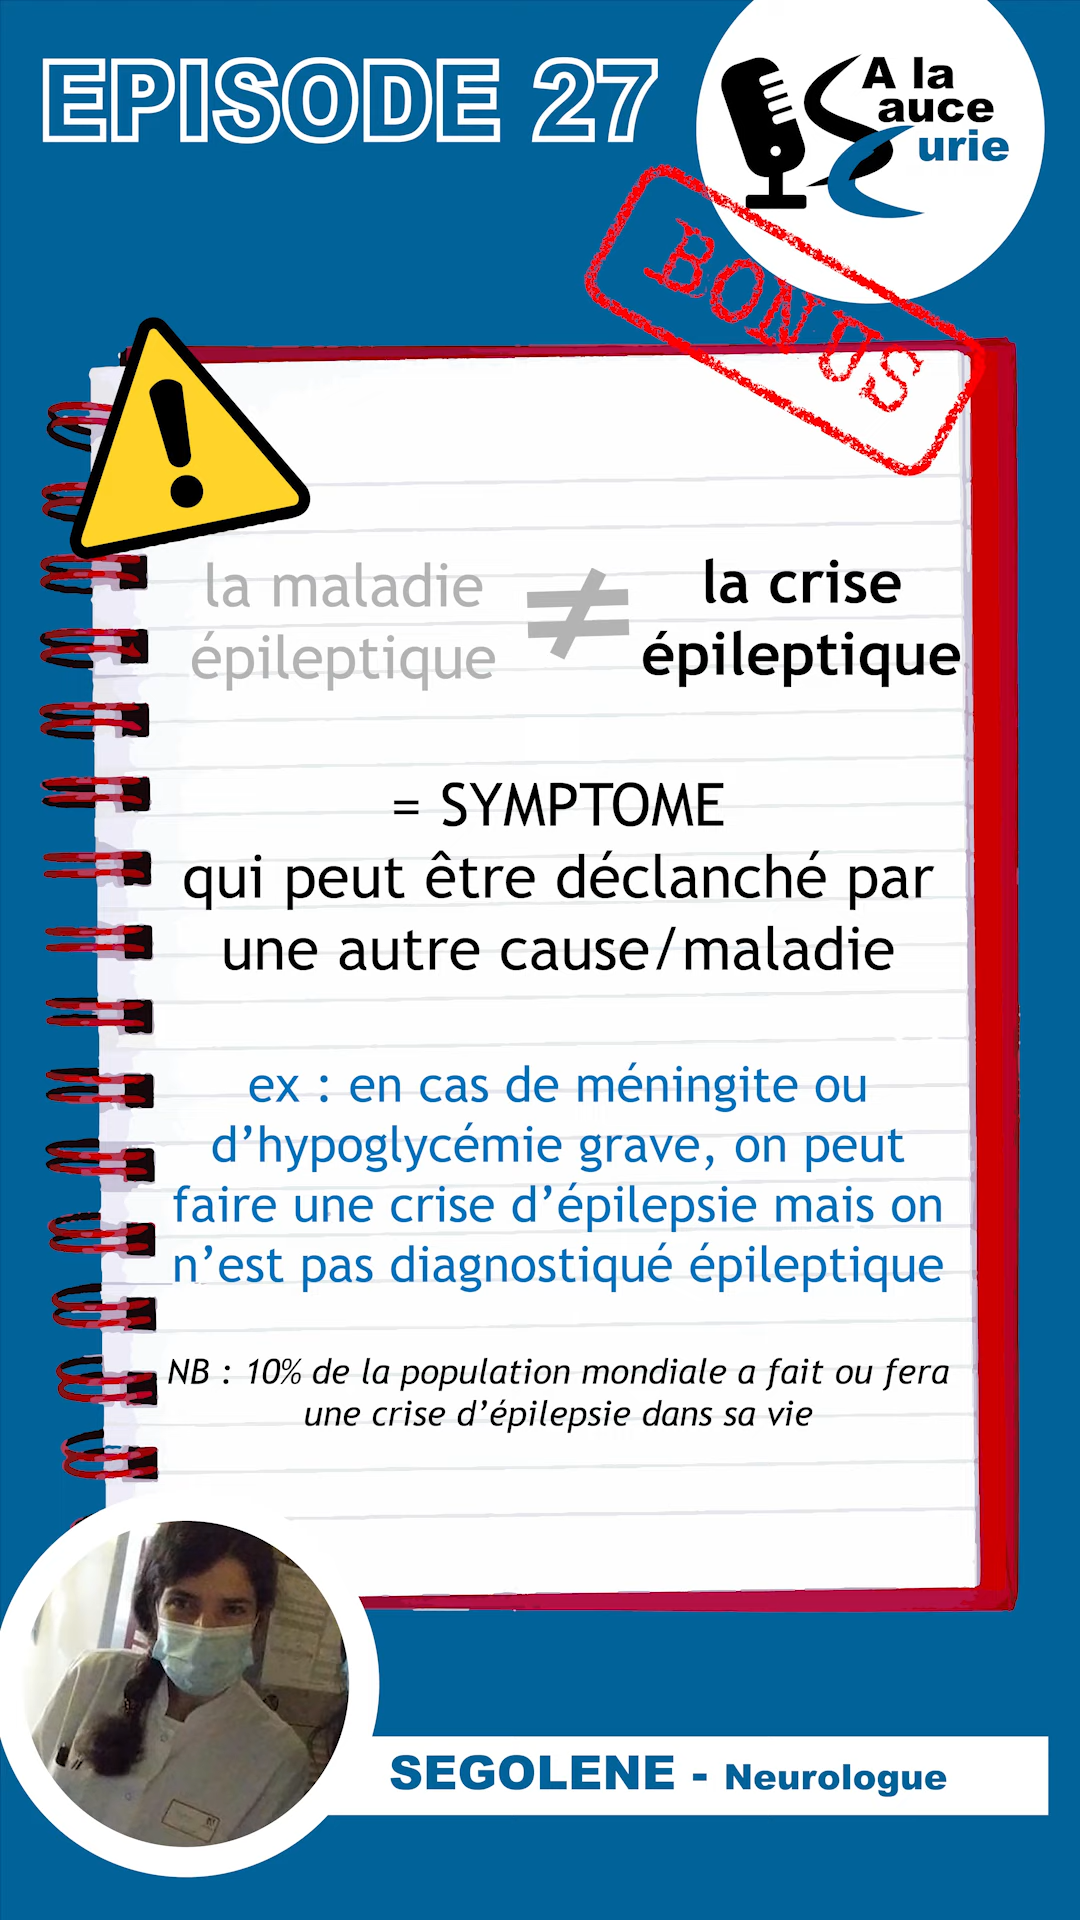 EPISODE 27
A la
Sauce
Curie
BONUS
la maladie
épileptique
≠
la crise
épileptique
= SYMPTOME
qui peut être déclanché par
une autre cause/maladie
ex : en cas de méningite ou
d’hypoglycémie grave, on peut
faire une crise d’épilepsie mais on
n’est pas diagnostiqué épileptique
NB : 10% de la population mondiale a fait ou fera
une crise d’épilepsie dans sa vie
SEGOLENE - Neurologue